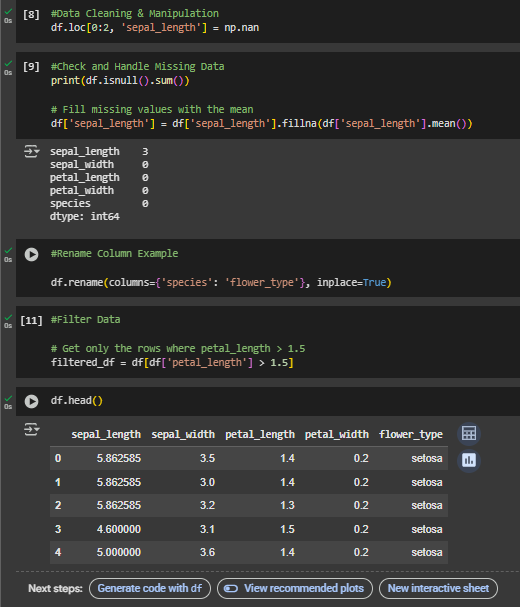 [8] #Data Cleaning & Manipulation
df.loc[0:2, 'sepal_length'] = np.nan
0s
[9] #Check and Handle Missing Data
print(df.isnull().sum())
0s
# Fill missing values with the mean
df['sepal_length'] = df['sepal_length'].fillna(df['sepal_length'].mean())
sepal_length 3
sepal_width 0
petal_length 0
petal_width 0
species 0
dtype: int64
#Rename Column Example
0s
df.rename(columns={'species': 'flower_type'}, inplace=True)
[11] #Filter Data
0s
# Get only the rows where petal_length > 1.5
filtered_df = df[df['petal_length'] > 1.5]
df.head()
0s
sepal_length sepal_width petal_length petal_width flower_type
0 5.862585 3.5 1.4 0.2 setosa
1 5.862585 3.0 1.4 0.2 setosa
2 5.862585 3.2 1.3 0.2 setosa
3 4.600000 3.1 1.5 0.2 setosa
4 5.000000 3.6 1.4 0.2 setosa
Next steps: Generate code with df View recommended plots New interactive sheet